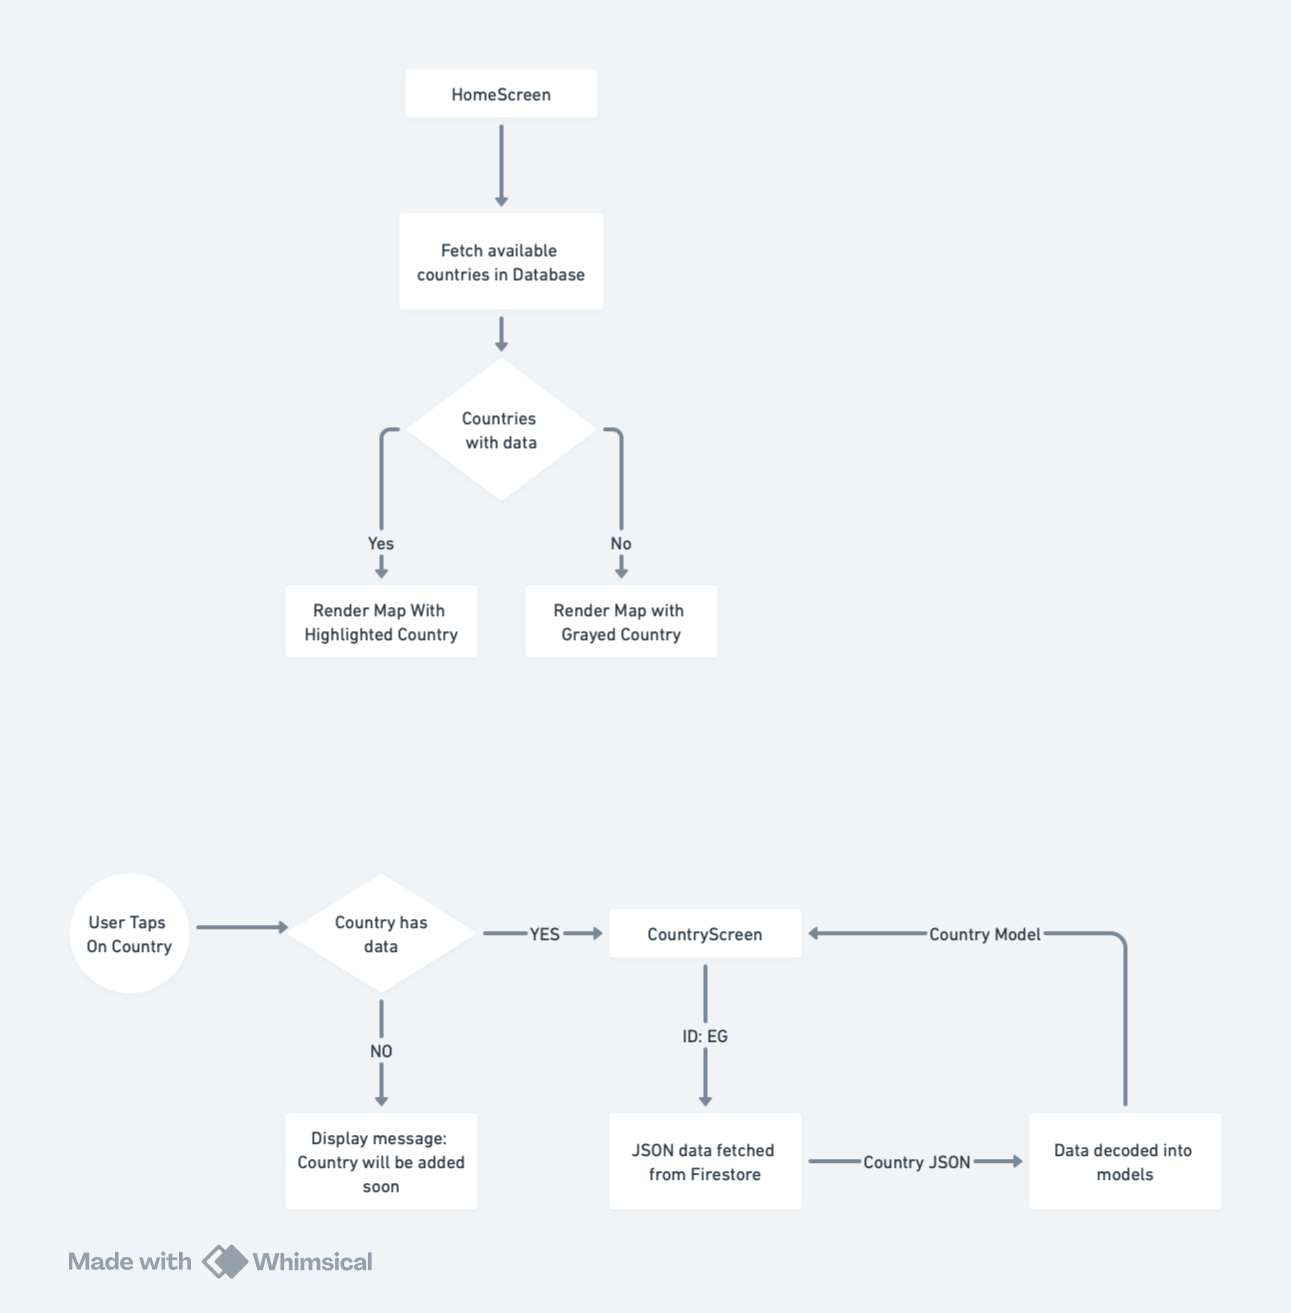 HomeScreen
Fetch available
countries in Database
Countries
with data
Yes
No
Render Map With
Highlighted Country
Render Map with
Grayed Country
User Taps
On Country
Country has
data
YES
CountryScreen
Country Model
NO
ID: EG
Display message:
Country will be added
soon
JSON data fetched
from Firestore
Country JSON
Data decoded into
models
Made with Whimsical